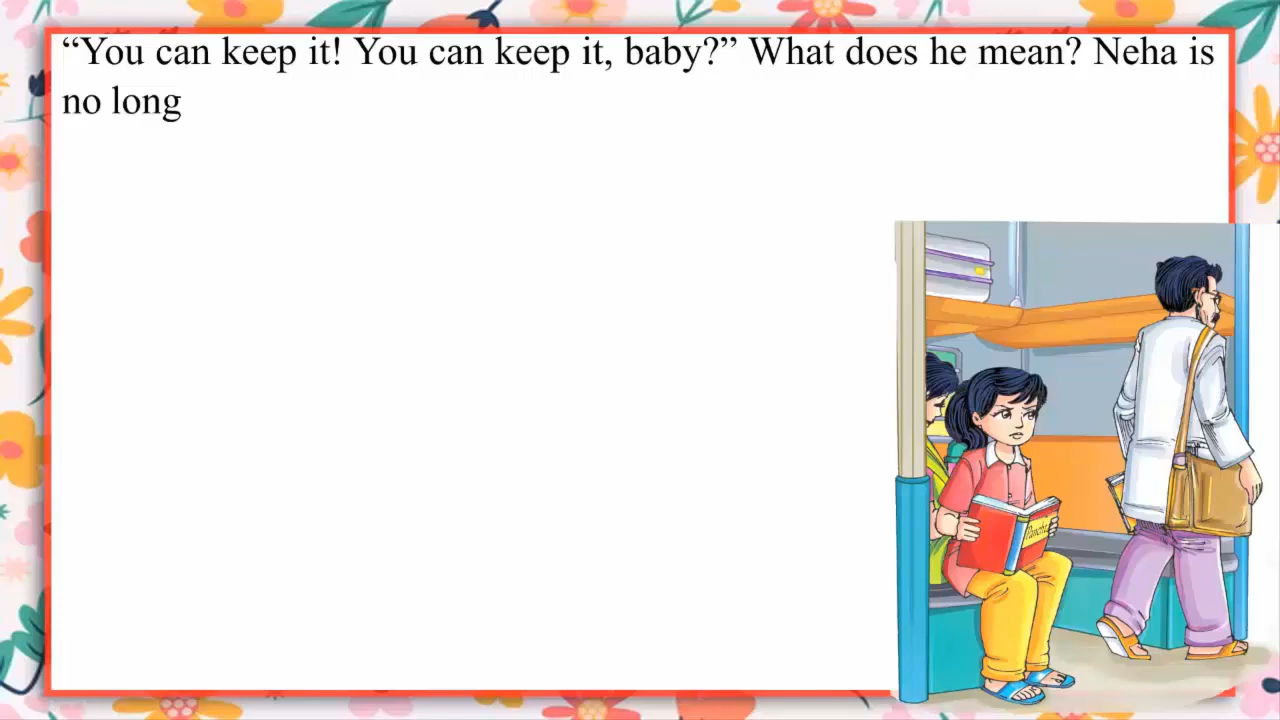 “You can keep it! You can keep it, baby?” What does he mean? Neha is
no long